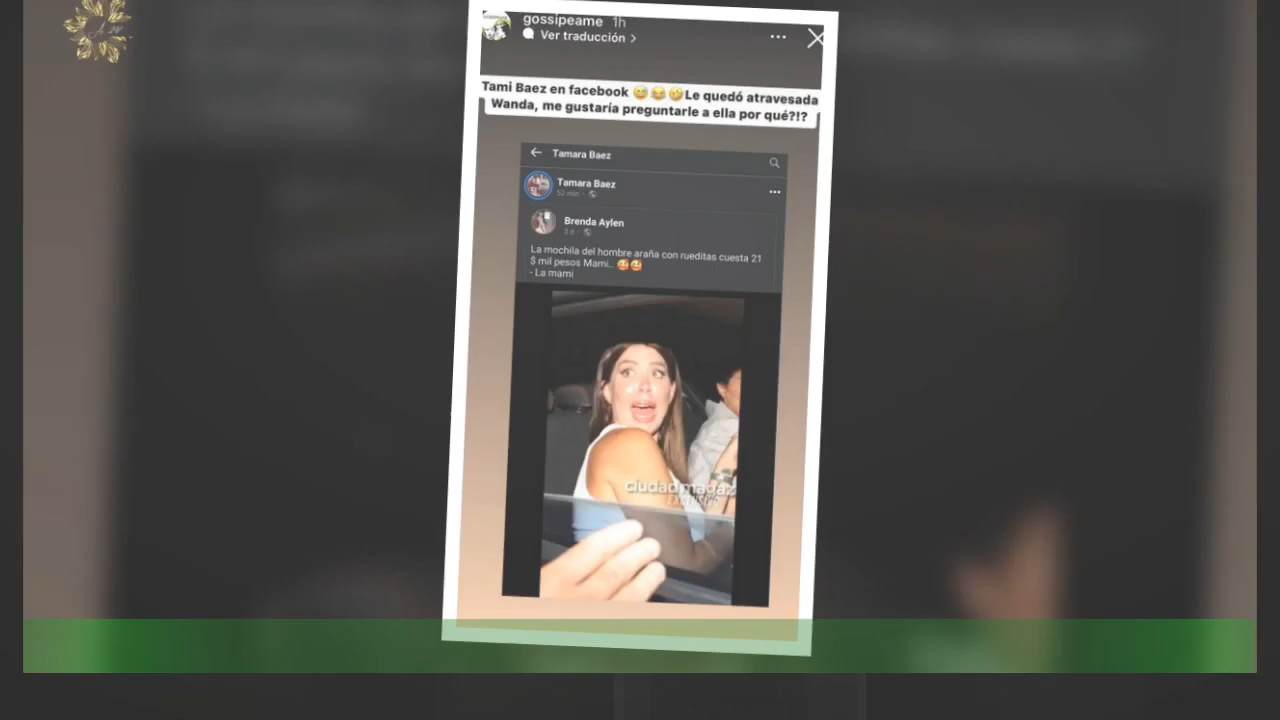 gossipeame 1h
Ver traducción >
Tami Baez en facebook 😅😂🤣Le quedó atravesada
Wanda, me gustaría preguntarle a ella por qué?!?
Tamara Baez
Tamara Baez
52 min
Brenda Aylen
3 d
La mochila del hombre araña con rueditas cuesta 21
$ mil pesos Mami.. 🥰🥰
- La mami
ciudad magaz